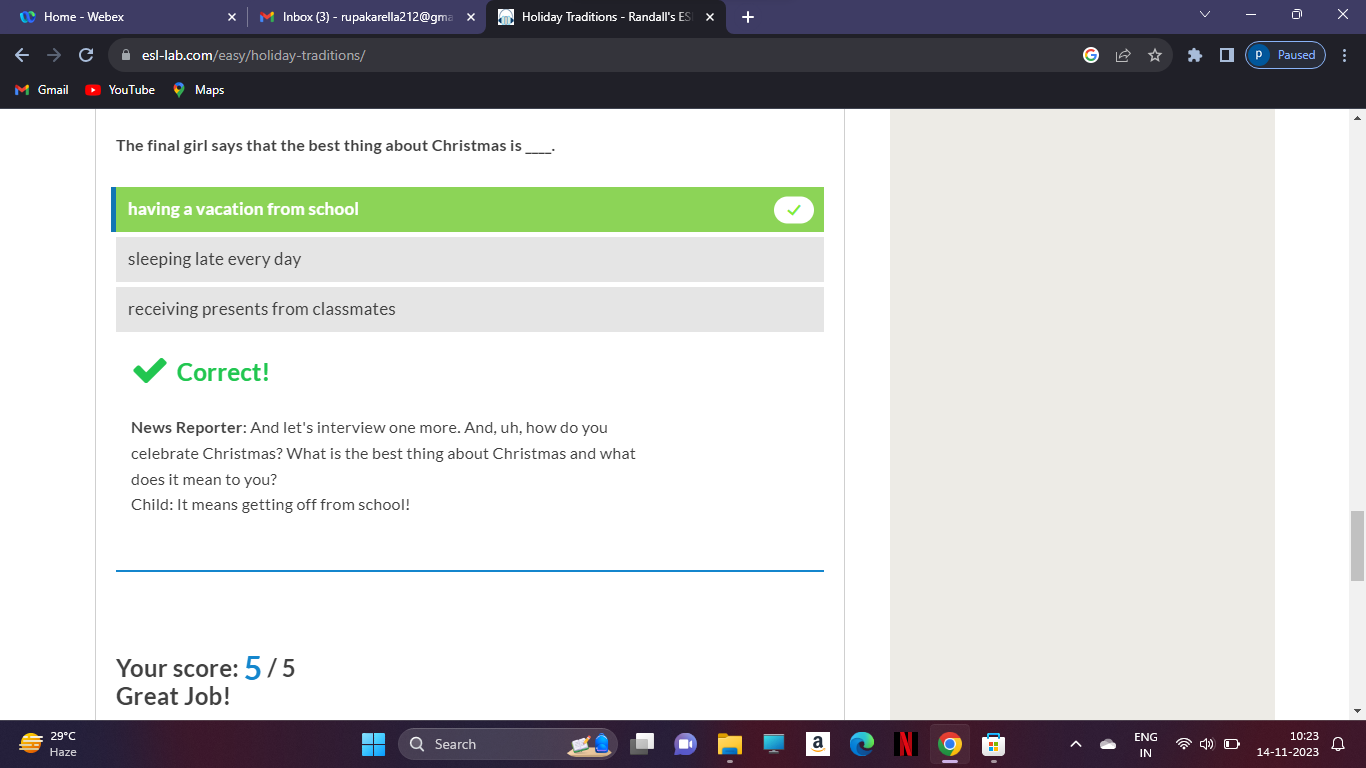 Home - Webex
Inbox (3) - rupakarella212@gma
Holiday Traditions - Randall's ES
esl-lab.com/easy/holiday-traditions/
p Paused
Gmail
YouTube
Maps
The final girl says that the best thing about Christmas is ____.
having a vacation from school
sleeping late every day
receiving presents from classmates
Correct!
News Reporter: And let's interview one more. And, uh, how do you
celebrate Christmas? What is the best thing about Christmas and what
does it mean to you?
Child: It means getting off from school!
Your score: 5 / 5
Great Job!
29°C
Haze
Search
a
N
ENG
IN
10:23
14-11-2023